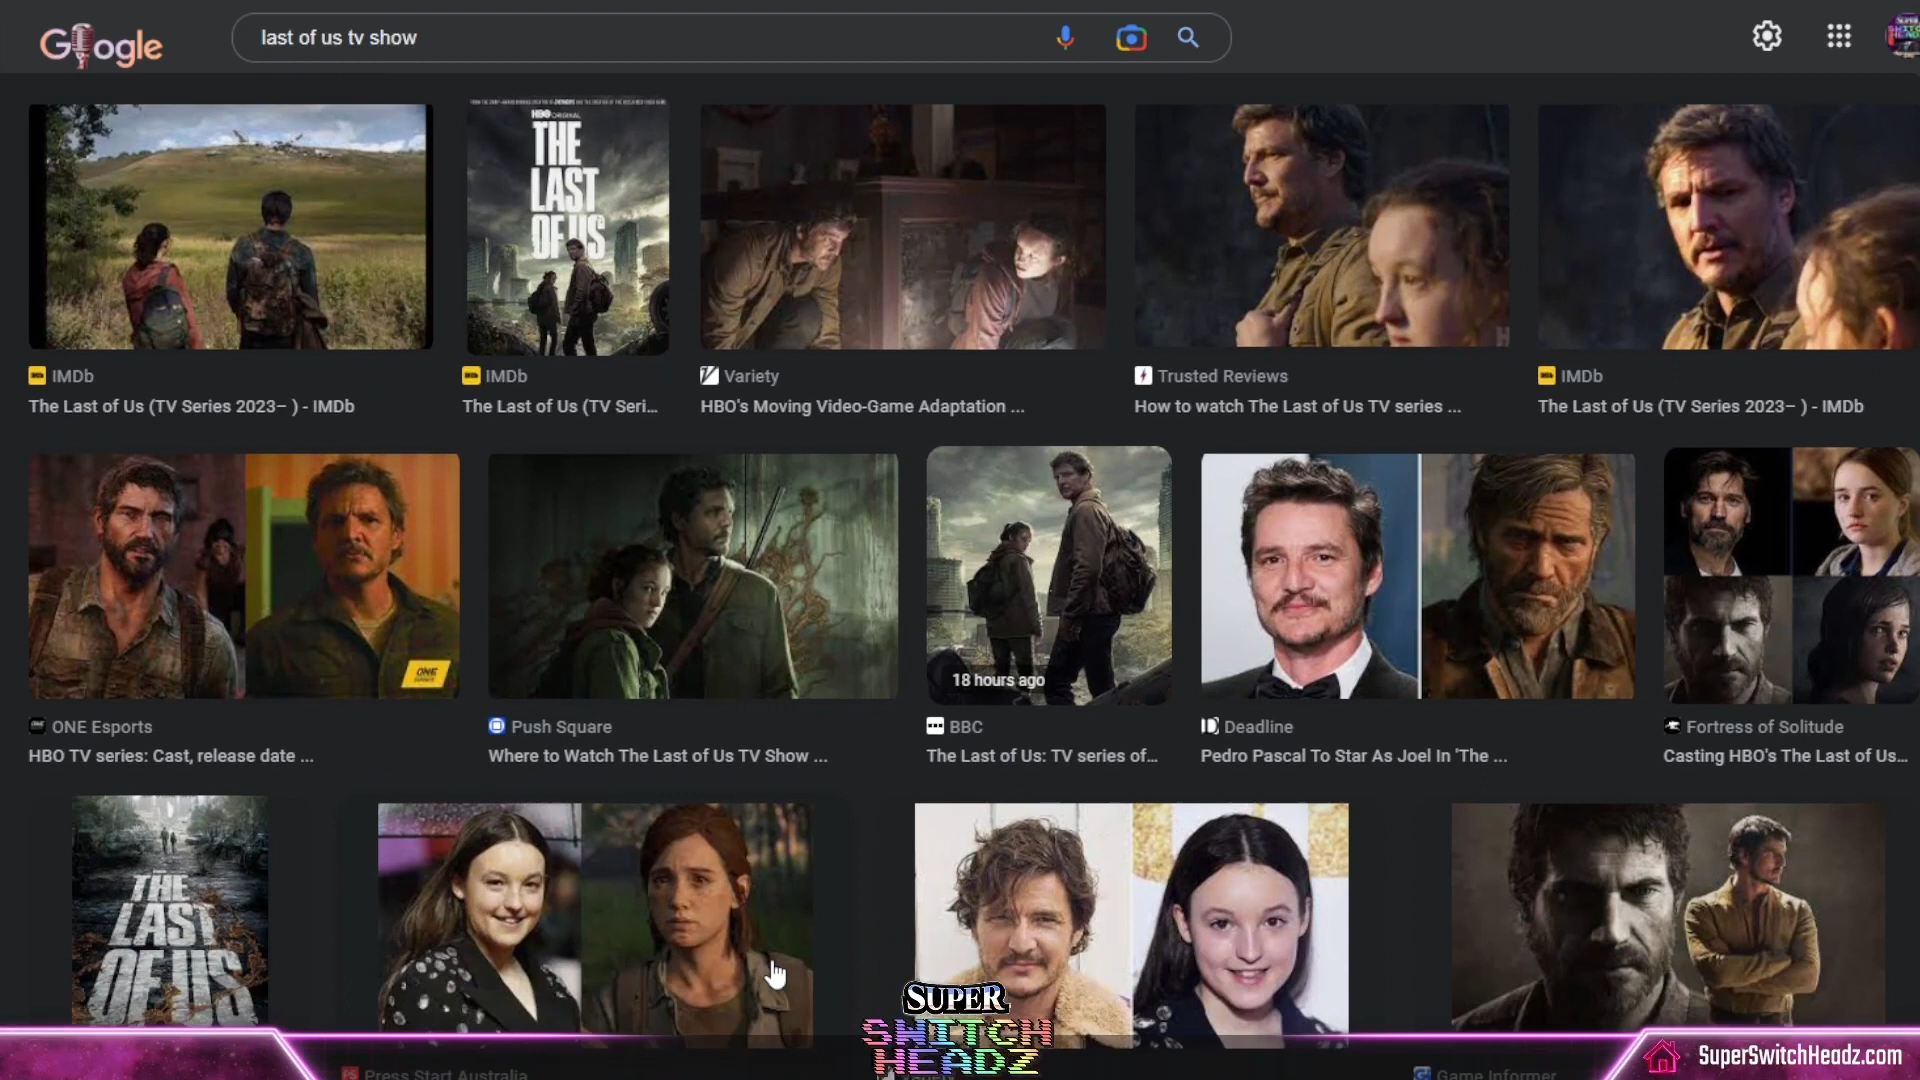 Google
last of us tv show
HBO ORIGINAL
THE
LAST
OF US
IMDb
The Last of Us (TV Series 2023– ) - IMDb
IMDb
The Last of Us (TV Seri...
Variety
HBO's Moving Video-Game Adaptation ...
Trusted Reviews
How to watch The Last of Us TV series ...
IMDb
The Last of Us (TV Series 2023– ) - IMDb
ONE
ESPORTS
18 hours ago
ONE Esports
HBO TV series: Cast, release date ...
Push Square
Where to Watch The Last of Us TV Show ...
BBC
The Last of Us: TV series of...
Deadline
Pedro Pascal To Star As Joel In 'The ...
Fortress of Solitude
Casting HBO's The Last of Us...
THE
LAST
OF US
SUPER
SWITCH
HEADZ
SuperSwitchHeadz.com
Press Start Australia
Variety
Game Informer